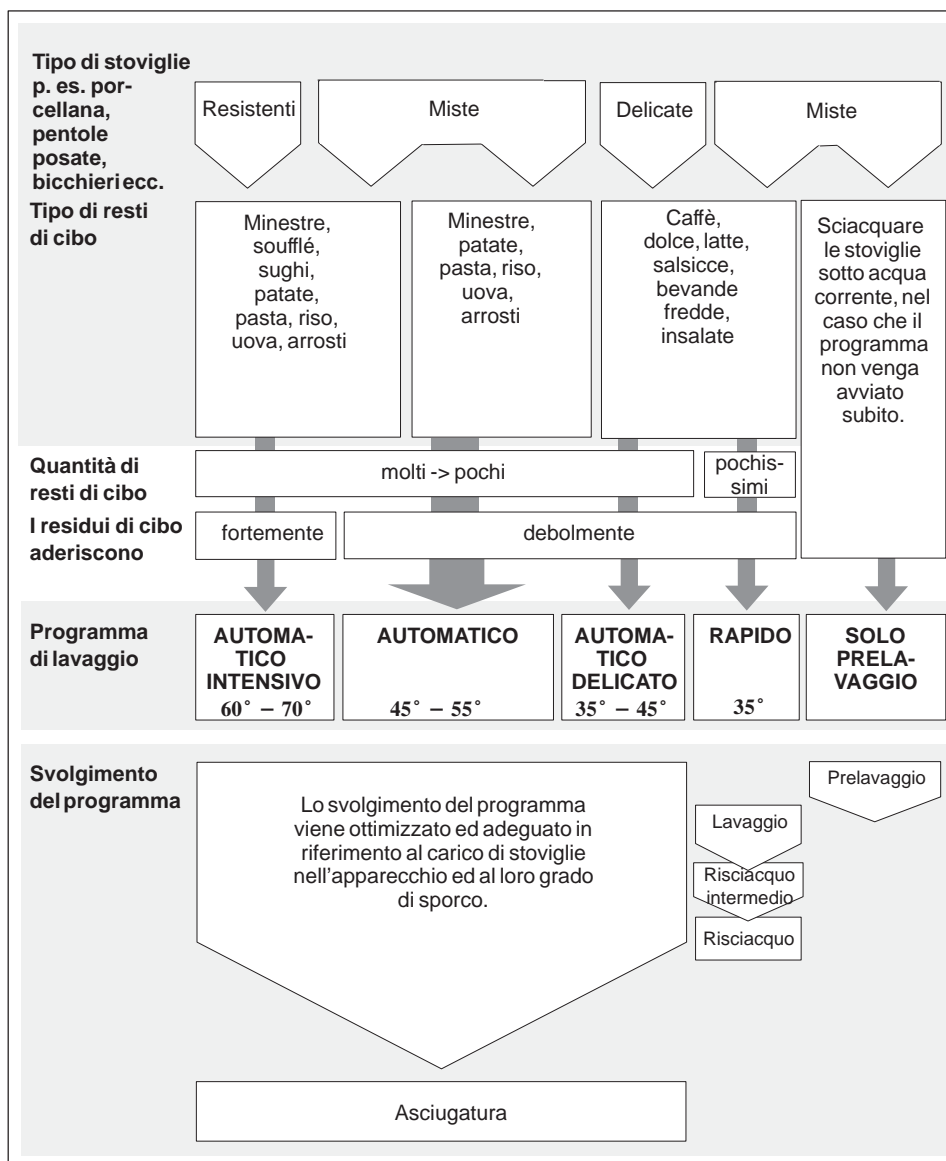 Tipo di stoviglie
p. es. por-
cellana,
pentole
posate,
bicchieri ecc.
Resistenti
Miste
Delicate
Miste
Tipo di resti
di cibo
Minestre,
soufflé,
sughi,
patate,
pasta, riso,
uova, arrosti
Minestre,
patate,
pasta, riso,
uova,
arrosti
Caffè,
dolce, latte,
salsicce,
bevande
fredde,
insalate
Sciacquare
le stoviglie
sotto acqua
corrente, nel
caso che il
programma
non venga
avviato
subito.
Quantità di
resti di cibo
molti -> pochi
pochis-
simi
I residui di cibo
aderiscono
fortemente
debolmente
Programma
di lavaggio
AUTOMA-
TICO
INTENSIVO
60° – 70°
AUTOMATICO
45° – 55°
AUTOMA-
TICO
DELICATO
35° – 45°
RAPIDO
35°
SOLO
PRELA-
VAGGIO
Svolgimento
del programma
Lo svolgimento del programma
viene ottimizzato ed adeguato in
riferimento al carico di stoviglie
nell'apparecchio ed al loro grado
di sporco.
Prelavaggio
Lavaggio
Risciacquo
intermedio
Risciacquo
Asciugatura